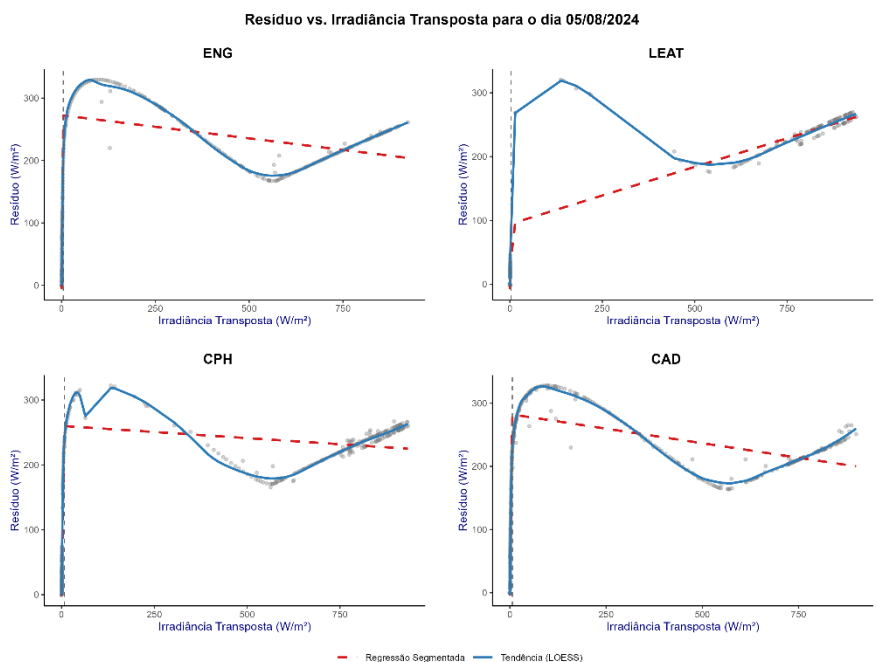 Resíduo vs. Irradiância Transposta para o dia 05/08/2024
ENG
Resíduo (W/m²)
300
200
100
0
0 250 500 750
Irradiância Transposta (W/m²)
LEAT
Resíduo (W/m²)
300
200
100
0
0 250 500 750
Irradiância Transposta (W/m²)
CPH
Resíduo (W/m²)
300
200
100
0
0 250 500 750
Irradiância Transposta (W/m²)
CAD
Resíduo (W/m²)
300
200
100
0
0 250 500 750
Irradiância Transposta (W/m²)
Regressão Segmentada Tendência (LOESS)